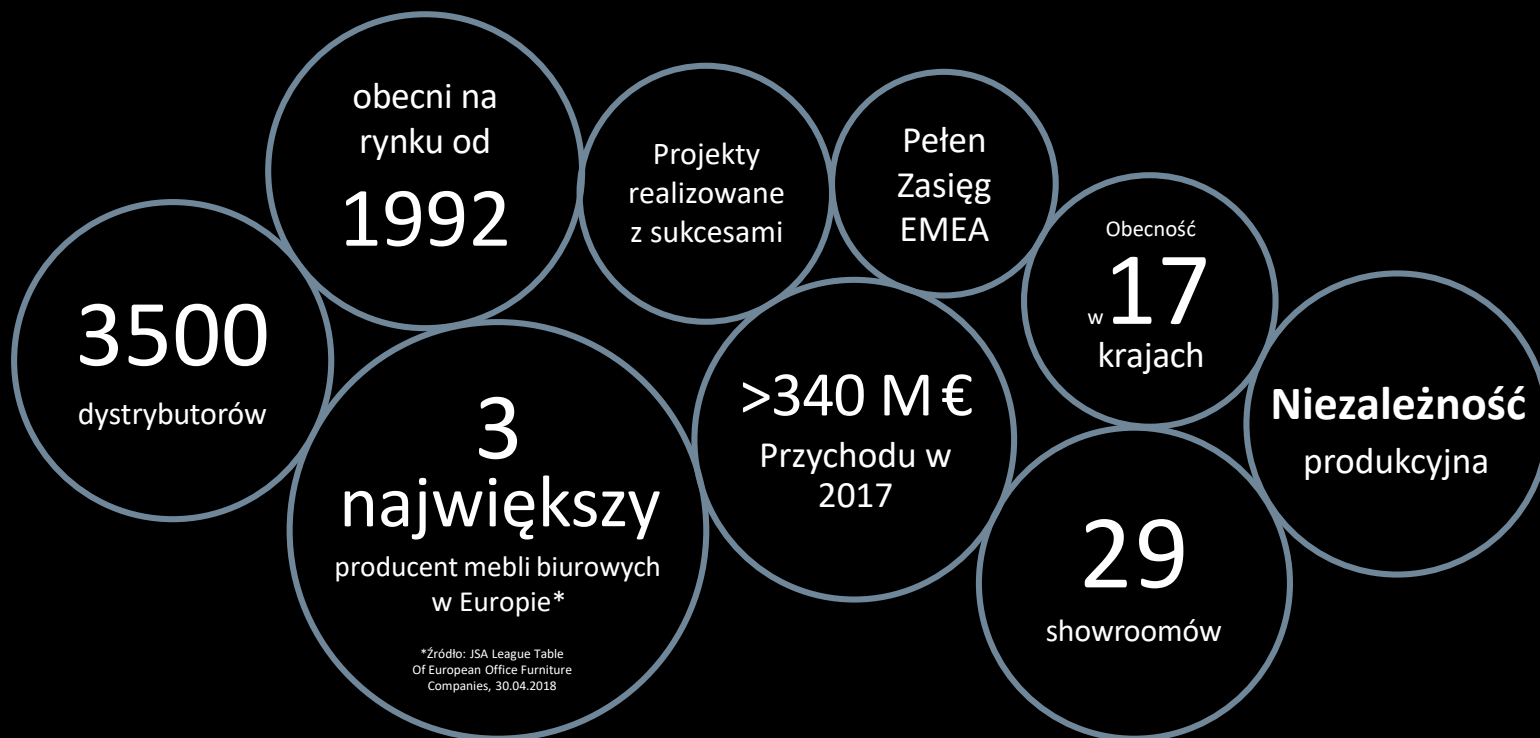 3500
dystrybutorów
obecni na
rynku od
1992
3
największy
producent mebli biurowych
w Europie*
*Źródło: JSA League Table
Of European Office Furniture
Companies, 30.04.2018
Projekty
realizowane
z sukcesami
>340 M €
Przychodu w
2017
Pełen
Zasięg
EMEA
Obecność
w 17
krajach
29
showroomów
Niezależność
produkcyjna